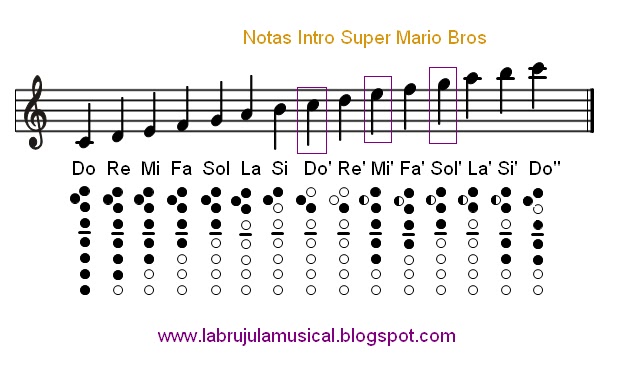 Notas Intro Super Mario Bros
Do Re Mi Fa Sol La Si Do' Re' Mi' Fa' Sol' La' Si' Do"
www.labrujulamusical.blogspot.com